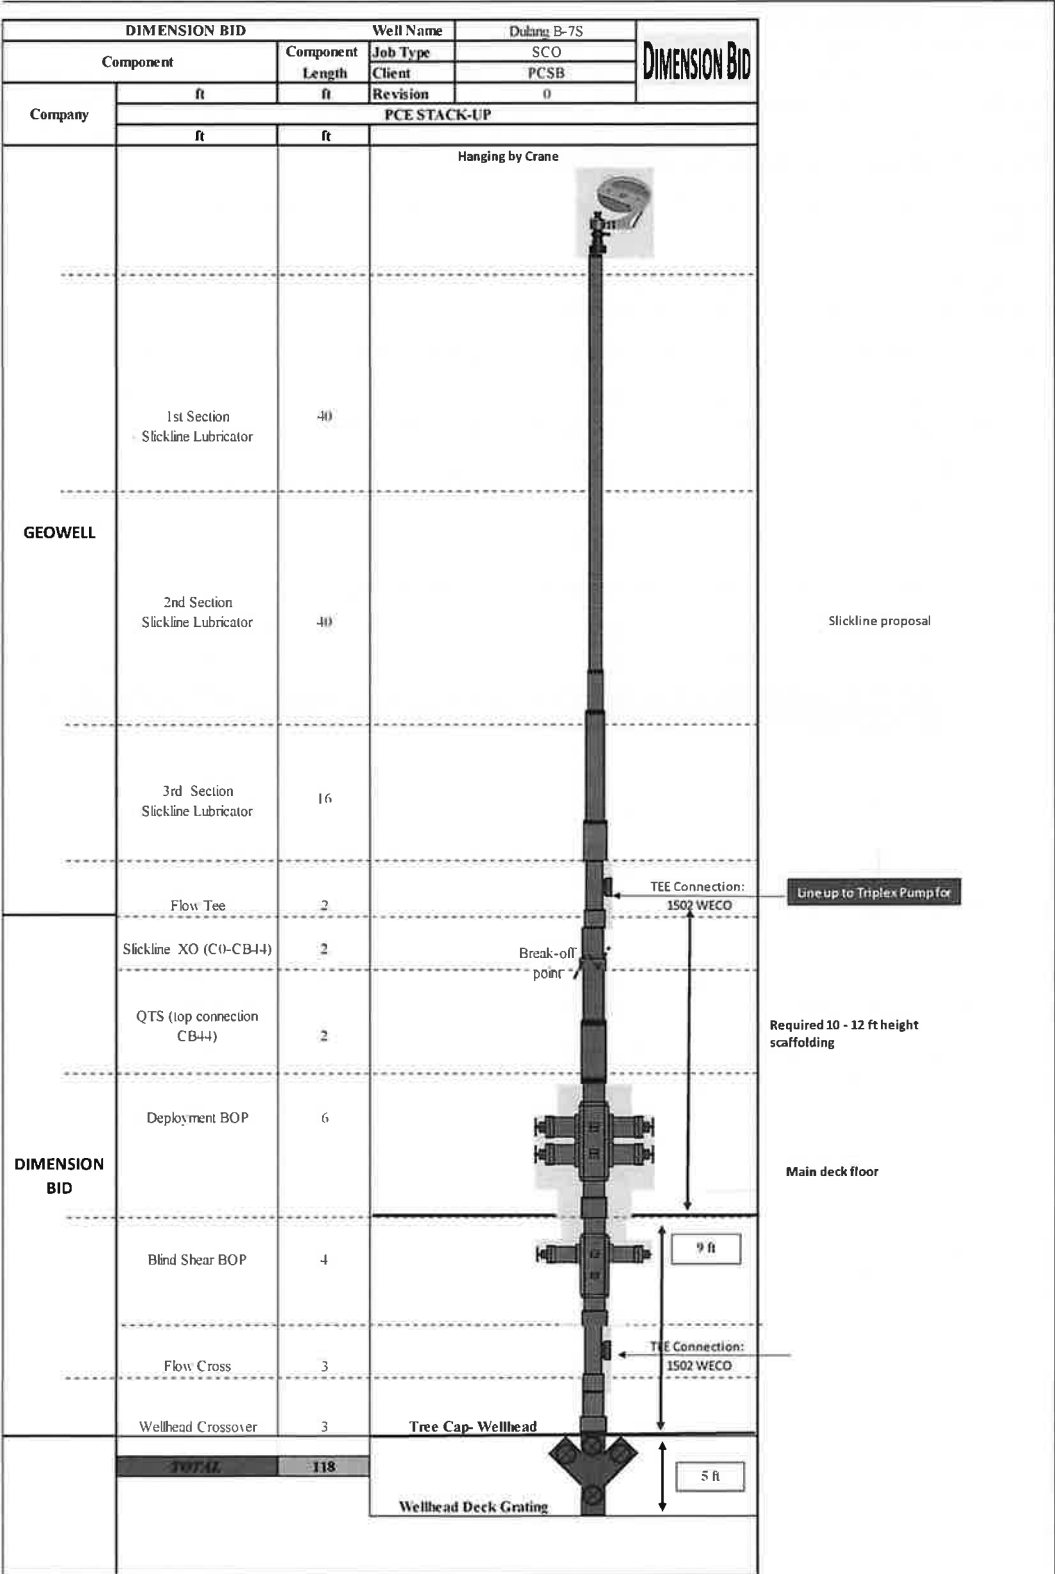 DIMENSION BID
Well Name
Dulang B-7S
DIMENSION BID
Component
Component
Length
Job Type
SCO
Client
PCSB
ft
ft
Revision
0
Company
PCE STACK-UP
ft
ft
Hanging by Crane
1st Section
Slickline Lubricator
40
GEOWELL
2nd Section
Slickline Lubricator
40
Slickline proposal
3rd Section
Slickline Lubricator
16
TEE Connection:
1502 WECO
Line up to Triplex Pump for
Flow Tee
2
Slickline XO (C0-CB44)
2
Break-off
point
QTS (top connection
CB44)
2
Required 10 - 12 ft height
scaffolding
Deployment BOP
6
DIMENSION
BID
Main deck floor
9 ft
Blind Shear BOP
4
TEE Connection:
1502 WECO
Flow Cross
3
Wellhead Crossover
3
Tree Cap- Wellhead
TOTAL
118
5 ft
Wellhead Deck Grating